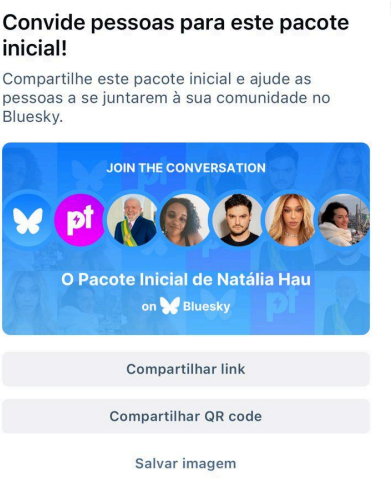 Convide pessoas para este pacote
inicial!
Compartilhe este pacote inicial e ajude as
pessoas a se juntarem à sua comunidade no
Bluesky.
JOIN THE CONVERSATION
pt
O Pacote Inicial de Natália Hau
on Bluesky
pt
Compartilhar link
Compartilhar QR code
Salvar imagem